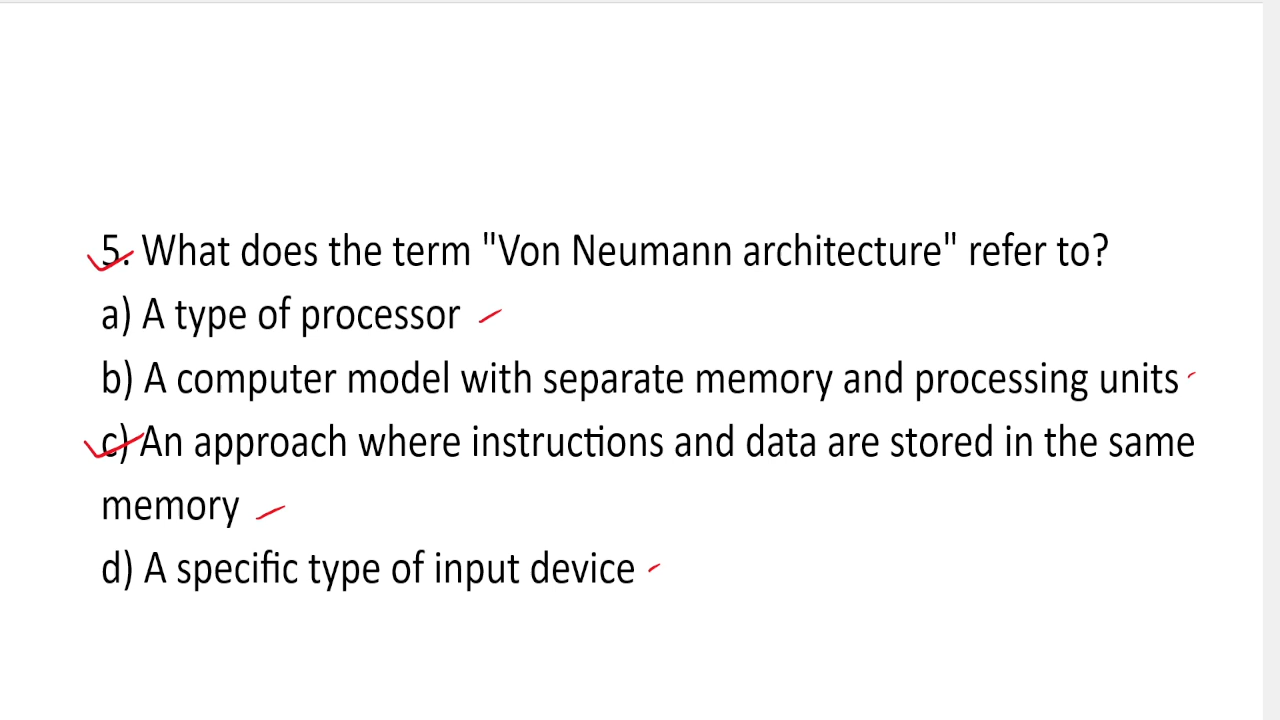 5. What does the term "Von Neumann architecture" refer to?
a) A type of processor
b) A computer model with separate memory and processing units
c) An approach where instructions and data are stored in the same
memory
d) A specific type of input device